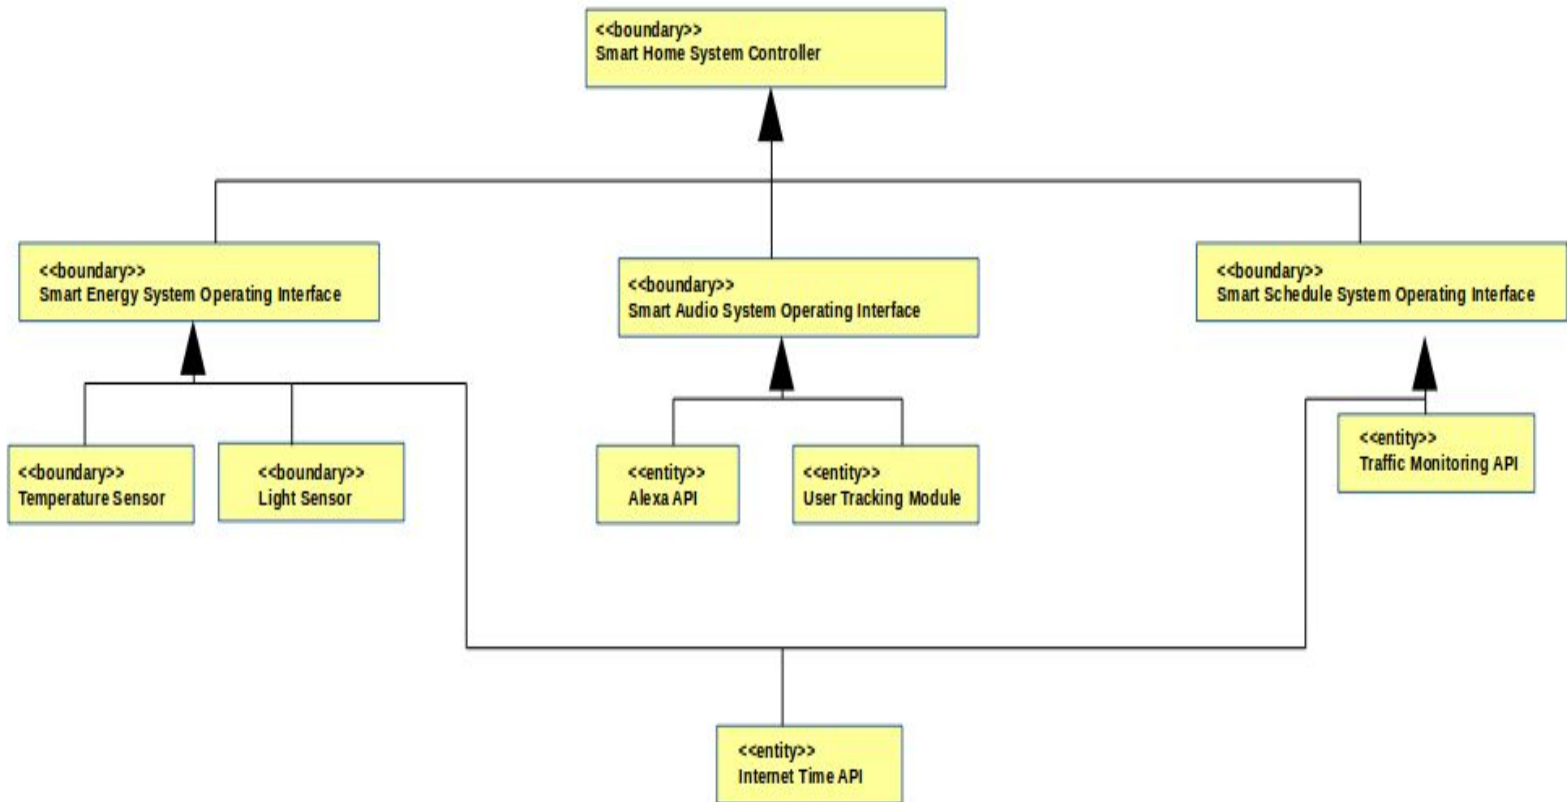 <<boundary>>
Smart Home System Controller
<<boundary>>
Smart Energy System Operating Interface
<<boundary>>
Smart Audio System Operating Interface
<<boundary>>
Smart Schedule System Operating Interface
<<boundary>>
Temperature Sensor
<<boundary>>
Light Sensor
<<entity>>
Alexa API
<<entity>>
User Tracking Module
<<entity>>
Traffic Monitoring API
<<entity>>
Internet Time API